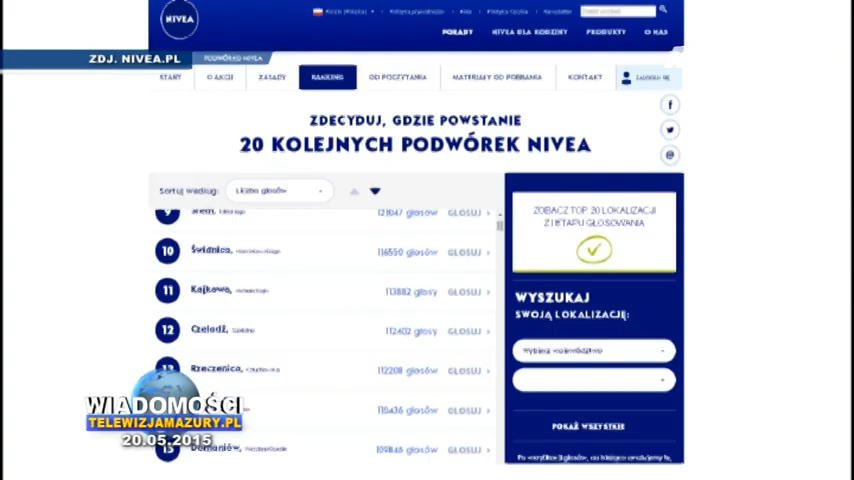 NIVEA
PORADY NIVEA DLA RODZINY PRODUKTY O NAS
ZDJ. NIVEA.PL
PODWÓRKO NIVEA
START O AKCJI ZASADY RANKING DO POCZYTANIA MATERIAŁY DO POBRANIA KONTAKT
ZDECYDUJ, GDZIE POWSTANIE
20 KOLEJNYCH PODWÓREK NIVEA
Sortuj według: Liczba głosów
9 121047 głosów GŁOSUJ
10 Świdnica, 116550 głosów GŁOSUJ
11 Kajkowo, 113882 głosy GŁOSUJ
12 Czeladź, 112402 głosy GŁOSUJ
13 Rzeczenica, 112208 głosów GŁOSUJ
110436 głosów GŁOSUJ
15 Domaniów, 109846 głosów GŁOSUJ
ZOBACZ TOP 20 LOKALIZACJI
Z I ETAPU GŁOSOWANIA
WYSZUKAJ
SWOJĄ LOKALIZACJĘ:
Wybierz województwo
POKAŻ WSZYSTKIE
WIADOMOŚCI
TELEWIZJAMAZURY.PL
20.05.2015